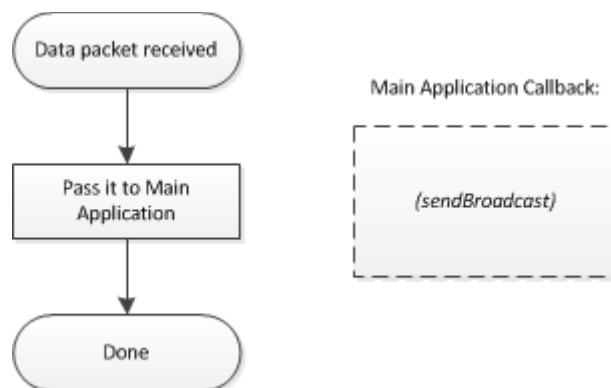 Data packet received
Main Application Callback:
Pass it to Main
Application
(sendBroadcast)
Done